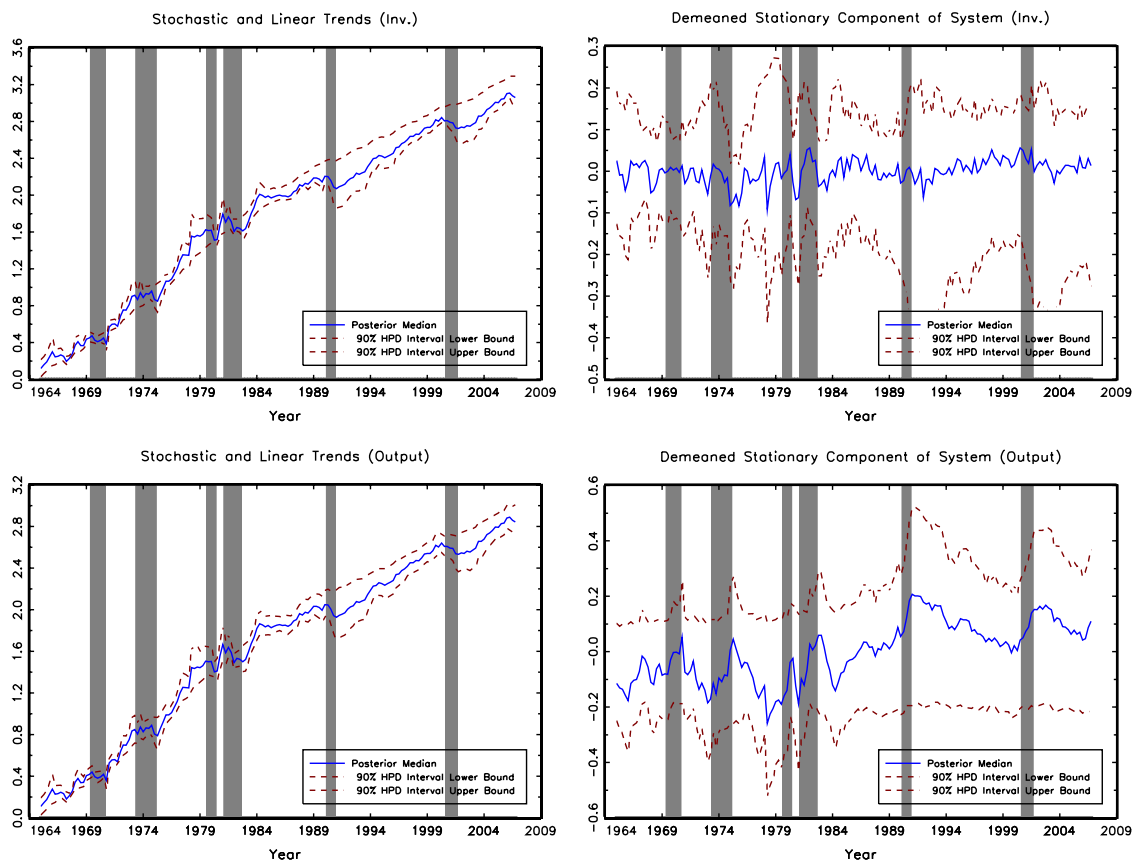 Stochastic and Linear Trends (Inv.)
3.6
3.2
2.8
2.4
2.0
1.6
1.2
0.8
0.4
0.0
1964 1969 1974 1979 1984 1989 1994 1999 2004 2009
Year
Posterior Median
90% HPD Interval Lower Bound
90% HPD Interval Upper Bound
Demeaned Stationary Component of System (Inv.)
0.3
0.2
0.1
0.0
-0.1
-0.2
-0.3
-0.4
-0.5
1964 1969 1974 1979 1984 1989 1994 1999 2004 2009
Year
Posterior Median
90% HPD Interval Lower Bound
90% HPD Interval Upper Bound
Stochastic and Linear Trends (Output)
3.2
2.8
2.4
2.0
1.6
1.2
0.8
0.4
0.0
1964 1969 1974 1979 1984 1989 1994 1999 2004 2009
Year
Posterior Median
90% HPD Interval Lower Bound
90% HPD Interval Upper Bound
Demeaned Stationary Component of System (Output)
0.6
0.4
0.2
-0.0
-0.2
-0.4
-0.6
1964 1969 1974 1979 1984 1989 1994 1999 2004 2009
Year
Posterior Median
90% HPD Interval Lower Bound
90% HPD Interval Upper Bound